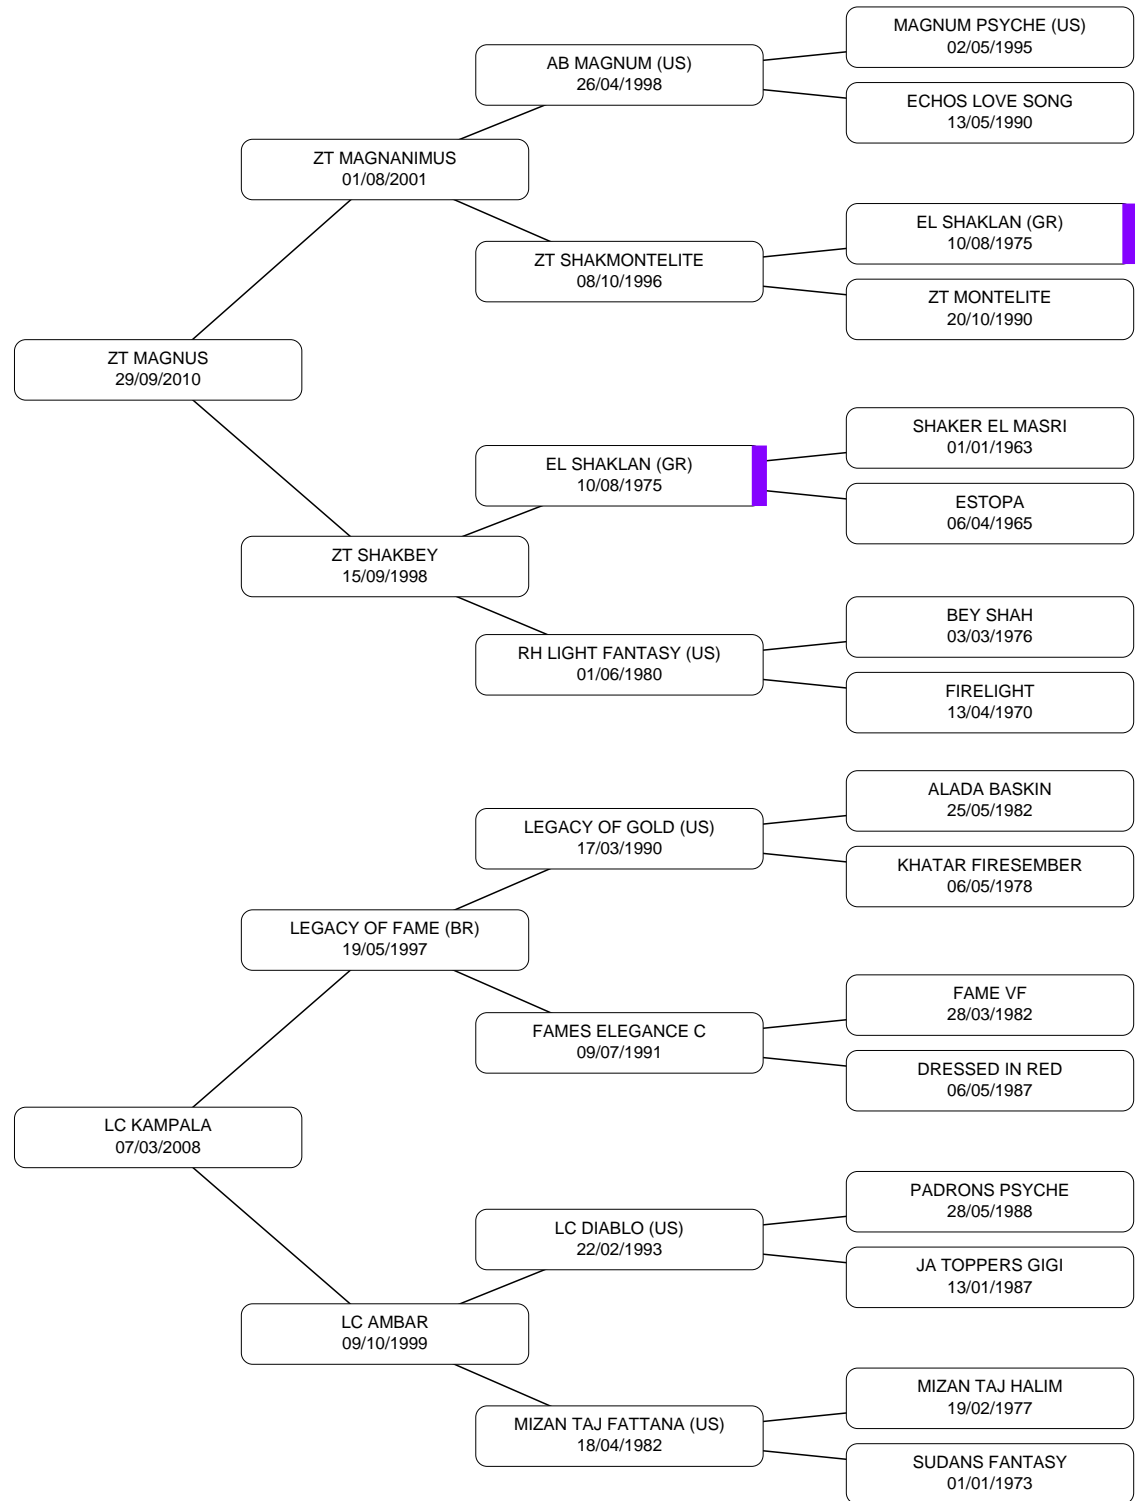 MAGNUM PSYCHE (US)
02/05/1995
AB MAGNUM (US)
26/04/1998
ECHOS LOVE SONG
13/05/1990
ZT MAGNANIMUS
01/08/2001
EL SHAKLAN (GR)
10/08/1975
ZT SHAKMONTELITE
08/10/1996
ZT MONTELITE
20/10/1990
ZT MAGNUS
29/09/2010
SHAKER EL MASRI
01/01/1963
EL SHAKLAN (GR)
10/08/1975
ESTOPA
06/04/1965
ZT SHAKBEY
15/09/1998
BEY SHAH
03/03/1976
RH LIGHT FANTASY (US)
01/06/1980
FIRELIGHT
13/04/1970
ALADA BASKIN
25/05/1982
LEGACY OF GOLD (US)
17/03/1990
KHATAR FIRESEMBER
06/05/1978
LEGACY OF FAME (BR)
19/05/1997
FAME VF
28/03/1982
FAMES ELEGANCE C
09/07/1991
DRESSED IN RED
06/05/1987
LC KAMPALA
07/03/2008
PADRONS PSYCHE
28/05/1988
LC DIABLO (US)
22/02/1993
JA TOPPERS GIGI
13/01/1987
LC AMBAR
09/10/1999
MIZAN TAJ HALIM
19/02/1977
MIZAN TAJ FATTANA (US)
18/04/1982
SUDANS FANTASY
01/01/1973